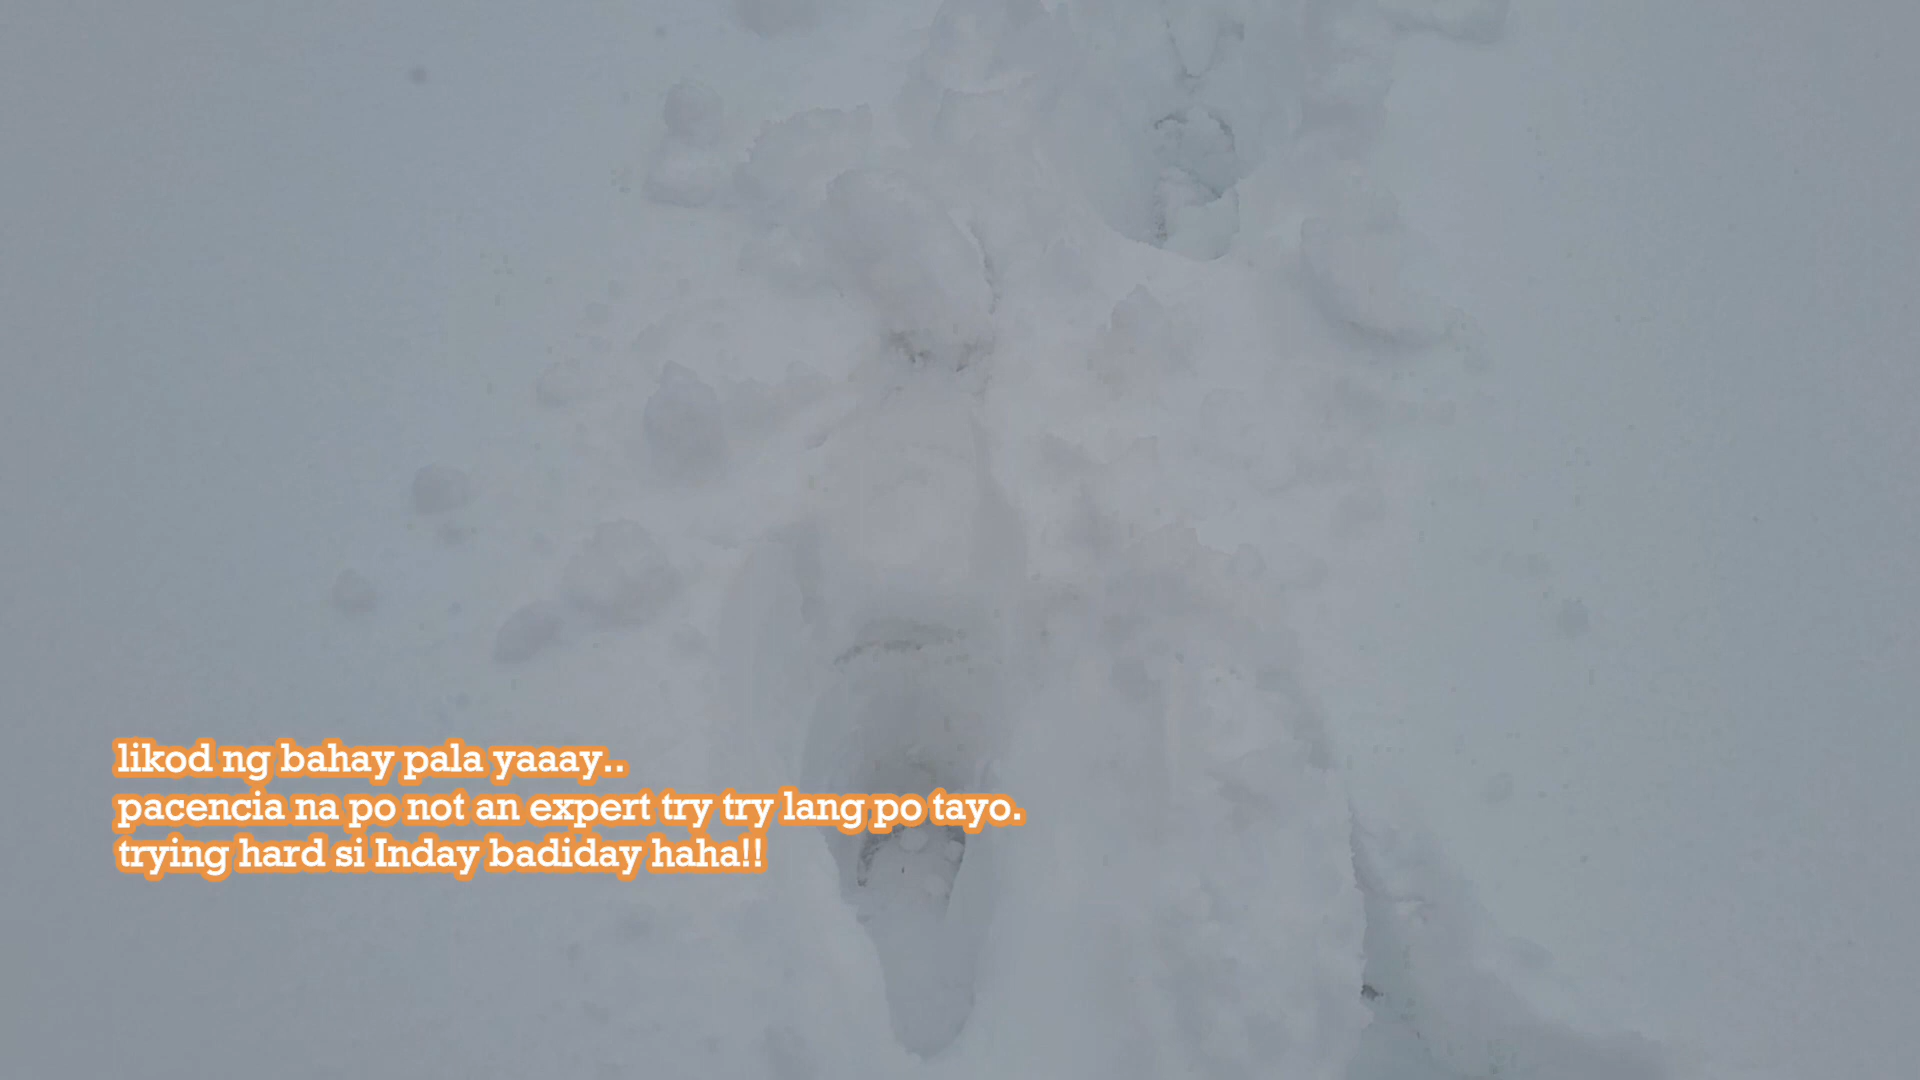 likod ng bahay pala yaaay..
pacencia na po not an expert try try lang po tayo.
trying hard si Inday badiday haha!!